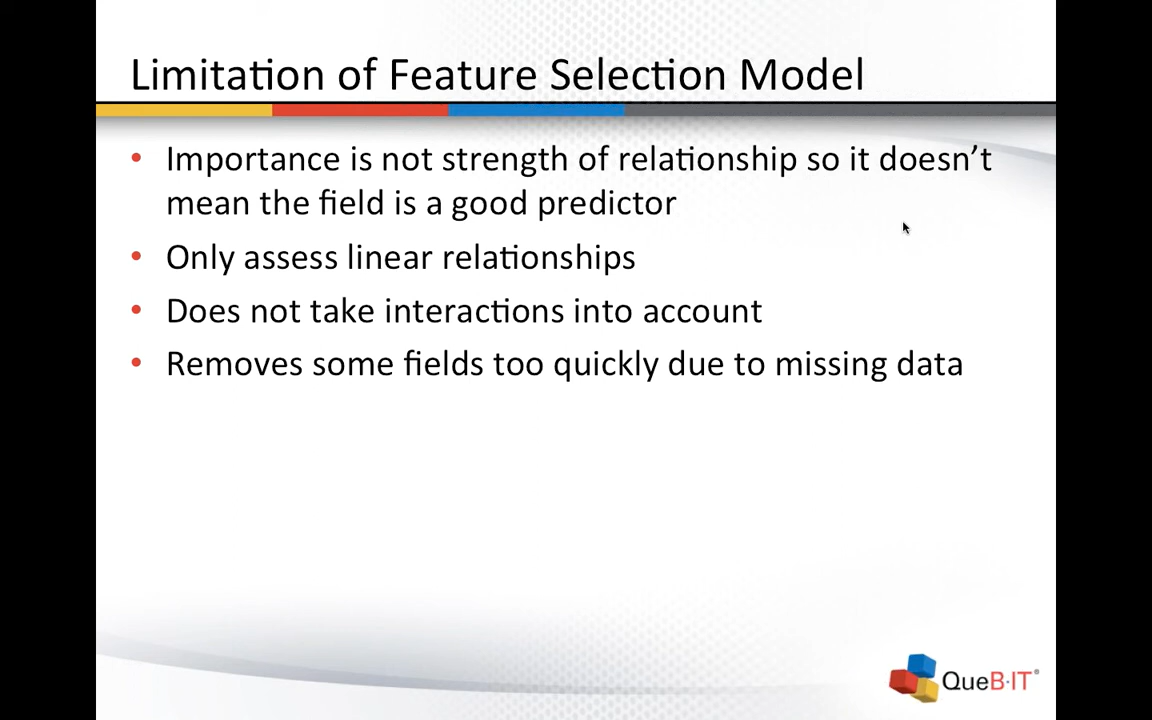 Limitation of Feature Selection Model
• Importance is not strength of relationship so it doesn’t
mean the field is a good predictor
• Only assess linear relationships
• Does not take interactions into account
• Removes some fields too quickly due to missing data
QueB·IT®